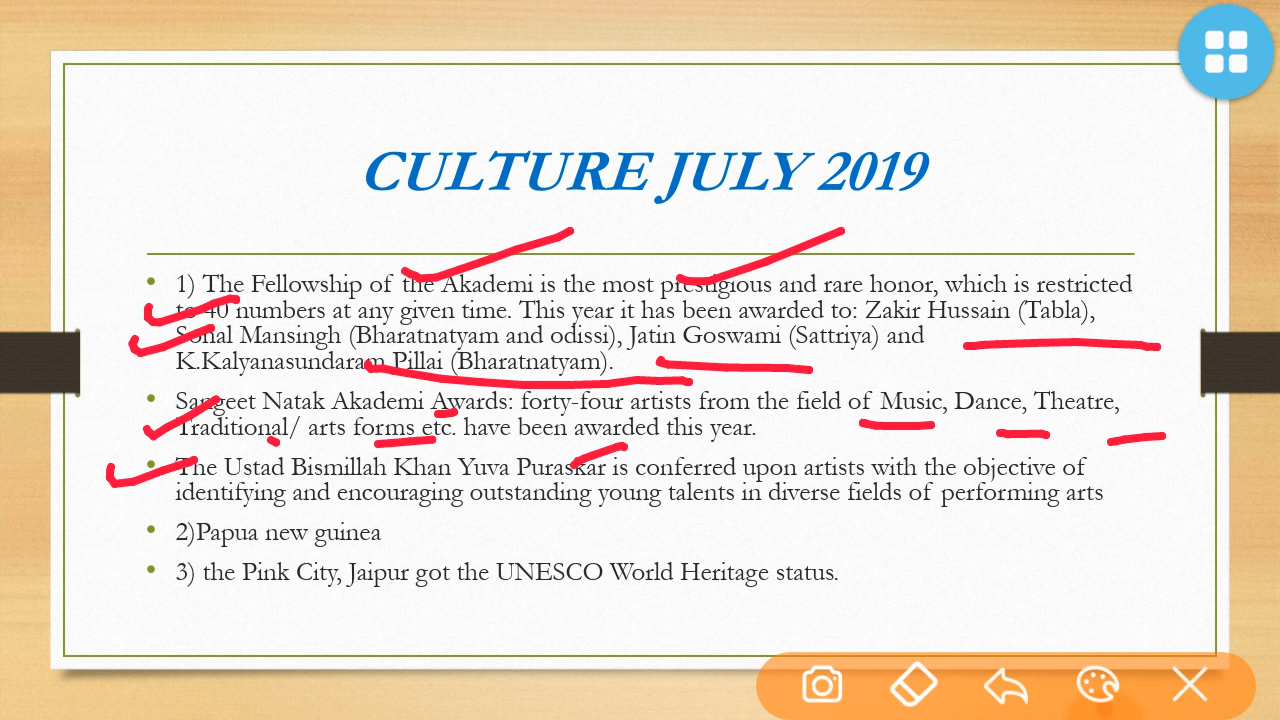 CULTURE JULY 2019
• 1) The Fellowship of the Akademi is the most prestigious and rare honor, which is restricted
to 40 numbers at any given time. This year it has been awarded to: Zakir Hussain (Tabla),
Sonal Mansingh (Bharatnatyam and odissi), Jatin Goswami (Sattriya) and
K.Kalyanasundaram Pillai (Bharatnatyam).
• Sangeet Natak Akademi Awards: forty-four artists from the field of Music, Dance, Theatre,
Traditional/ arts forms etc. have been awarded this year.
• The Ustad Bismillah Khan Yuva Puraskar is conferred upon artists with the objective of
identifying and encouraging outstanding young talents in diverse fields of performing arts
• 2)Papua new guinea
• 3) the Pink City, Jaipur got the UNESCO World Heritage status.